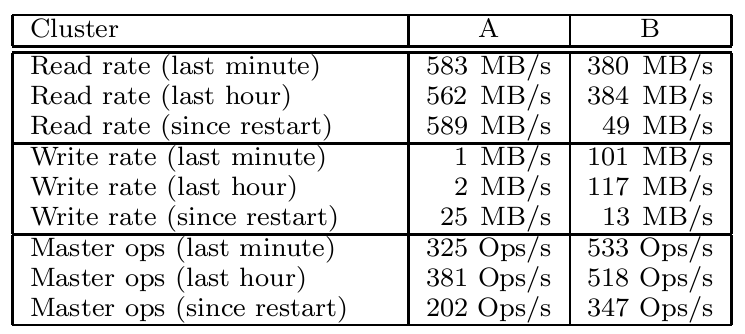 Cluster A B
Read rate (last minute) 583 MB/s 380 MB/s
Read rate (last hour) 562 MB/s 384 MB/s
Read rate (since restart) 589 MB/s 49 MB/s
Write rate (last minute) 1 MB/s 101 MB/s
Write rate (last hour) 2 MB/s 117 MB/s
Write rate (since restart) 25 MB/s 13 MB/s
Master ops (last minute) 325 Ops/s 533 Ops/s
Master ops (last hour) 381 Ops/s 518 Ops/s
Master ops (since restart) 202 Ops/s 347 Ops/s